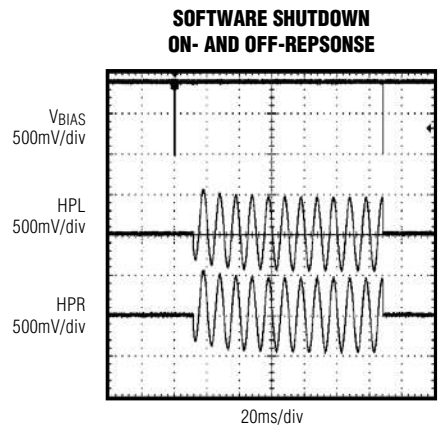 SOFTWARE SHUTDOWN
ON- AND OFF-REPSONSE
VBIAS
500mV/div
HPL
500mV/div
HPR
500mV/div
20ms/div